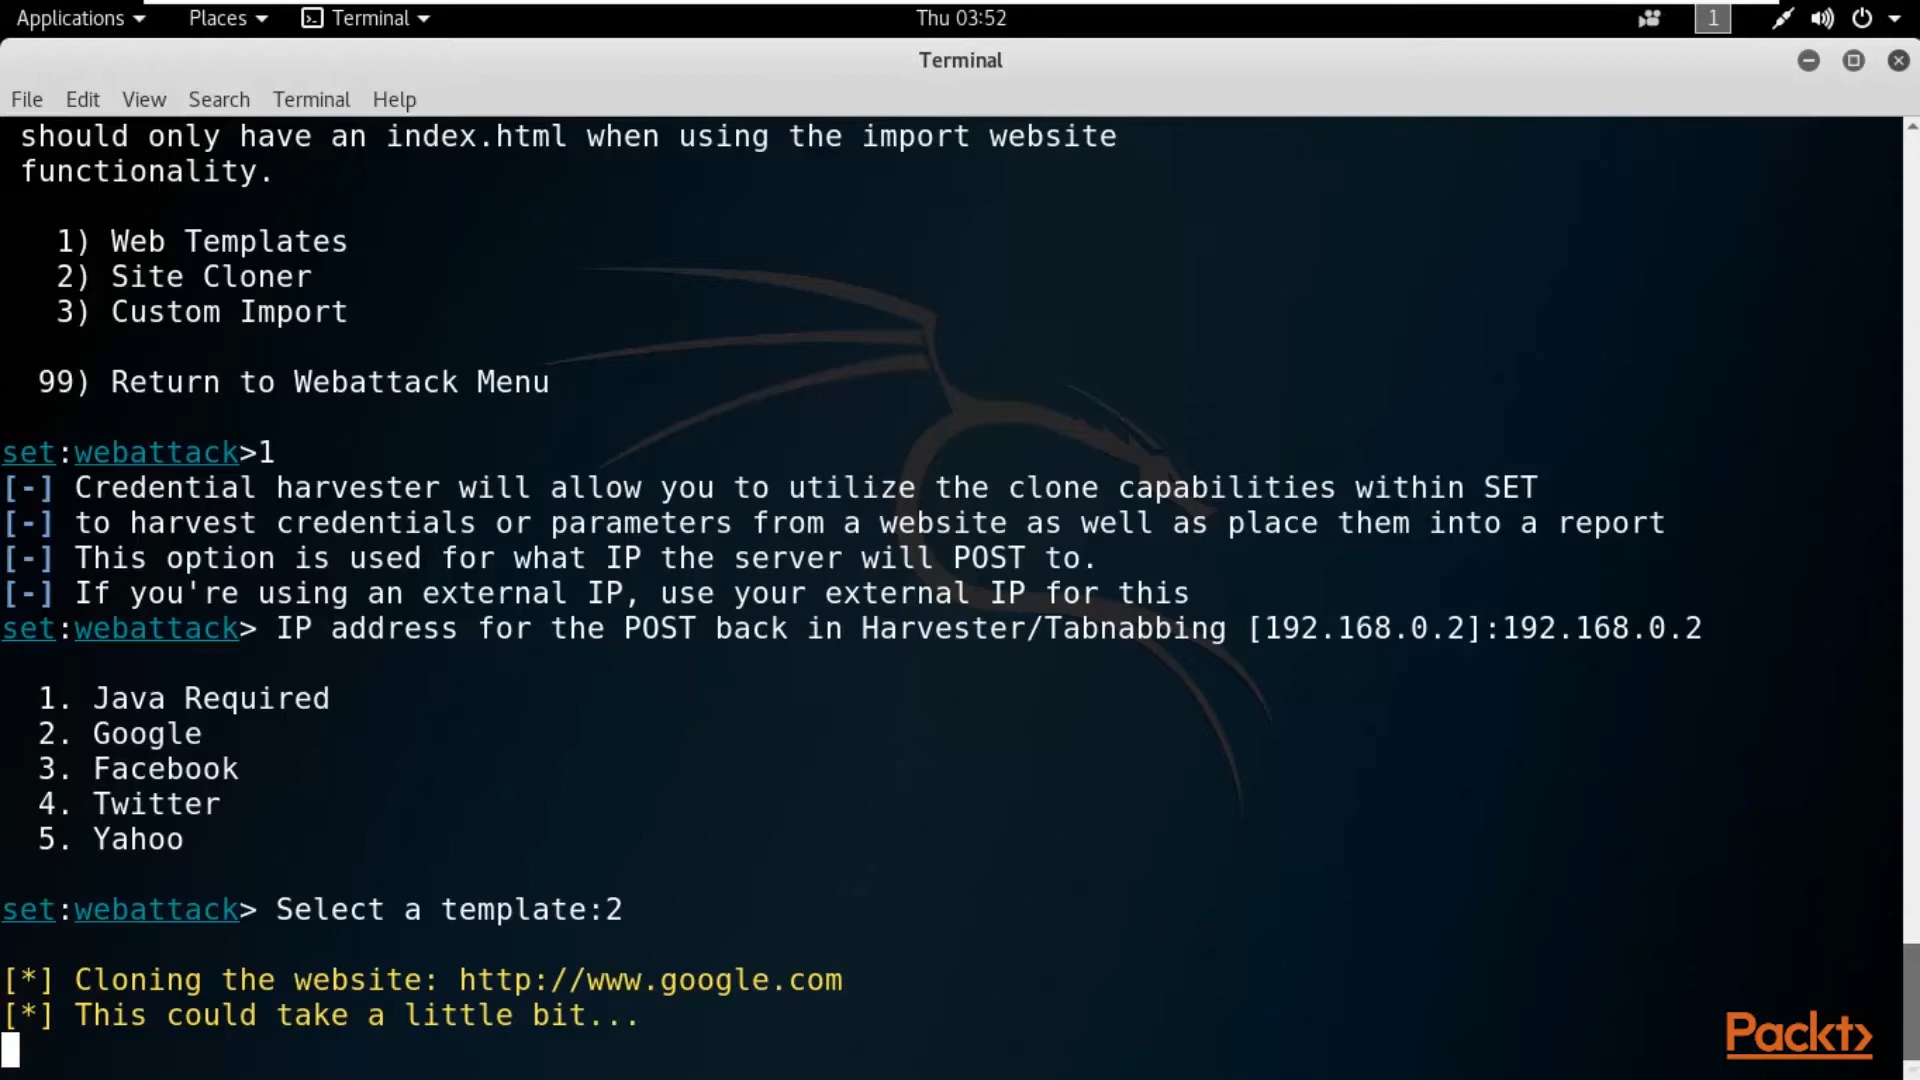 Applications Places Terminal Thu 03:52 1
Terminal
File Edit View Search Terminal Help
should only have an index.html when using the import website
functionality.
1) Web Templates
2) Site Cloner
3) Custom Import
99) Return to Webattack Menu
set:webattack>1
[-] Credential harvester will allow you to utilize the clone capabilities within SET
[-] to harvest credentials or parameters from a website as well as place them into a report
[-] This option is used for what IP the server will POST to.
[-] If you're using an external IP, use your external IP for this
set:webattack> IP address for the POST back in Harvester/Tabnabbing [192.168.0.2]:192.168.0.2
1. Java Required
2. Google
3. Facebook
4. Twitter
5. Yahoo
set:webattack> Select a template:2
[*] Cloning the website: http://www.google.com
[*] This could take a little bit...
Packt>